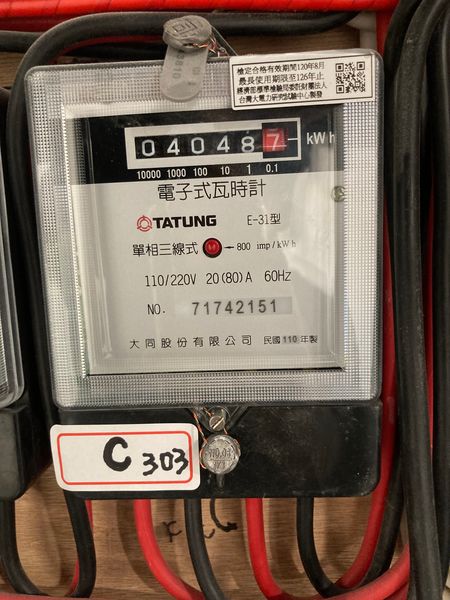 檢定合格有效期間120年8月
最長使用期限至126年止
經濟部標準檢驗局委託財團法人
台灣大電力研究試驗中心製發
040487 kWh
10000 1000 100 10 1 0.1
電子式瓦時計
TATUNG E-31型
單相三線式 800 imp/kWh
110/220V 20(80)A 60Hz
NO. 71742151
大同股份有限公司 民國110年製
C 303